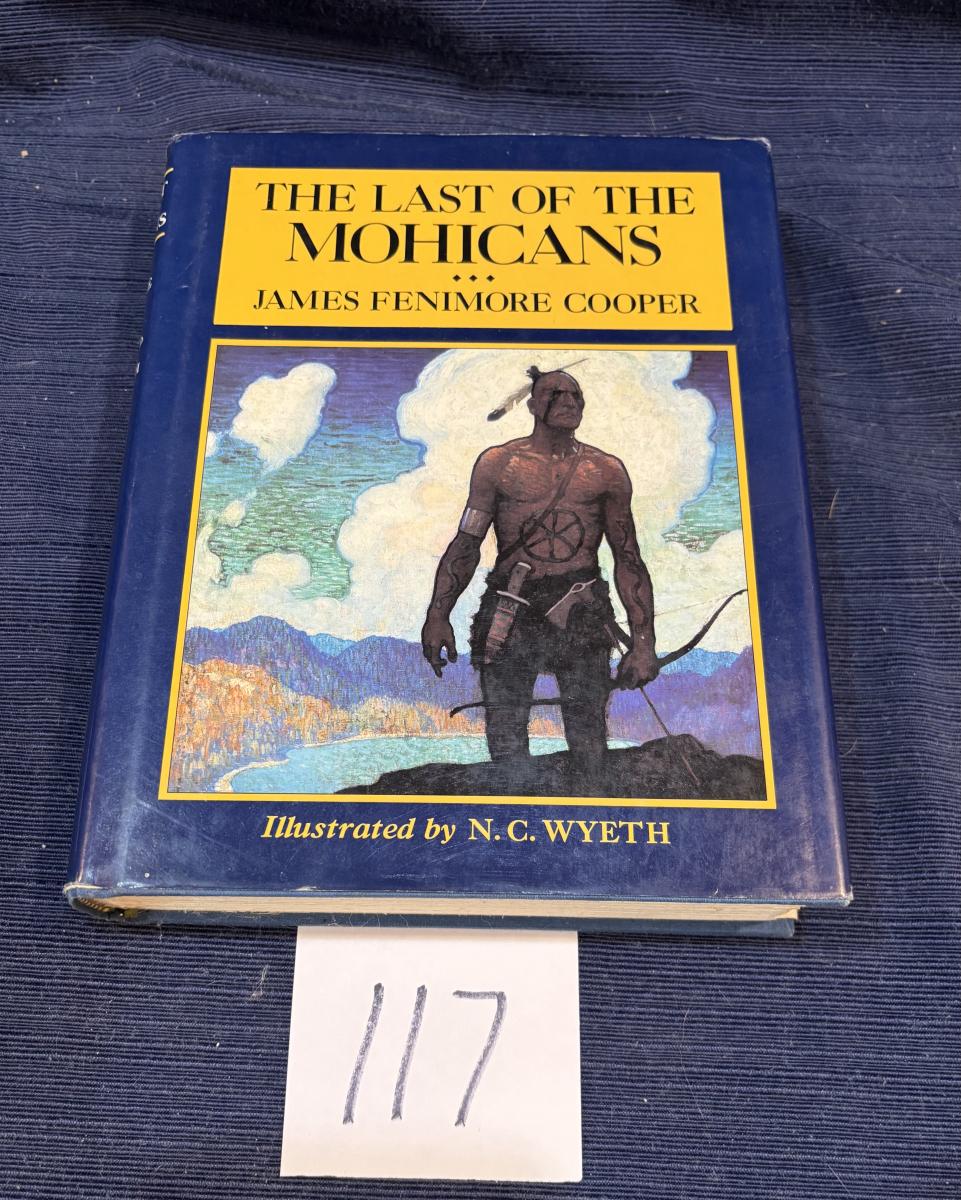 THE LAST OF THE
MOHICANS
JAMES FENIMORE COOPER
Illustrated by N. C. WYETH
117